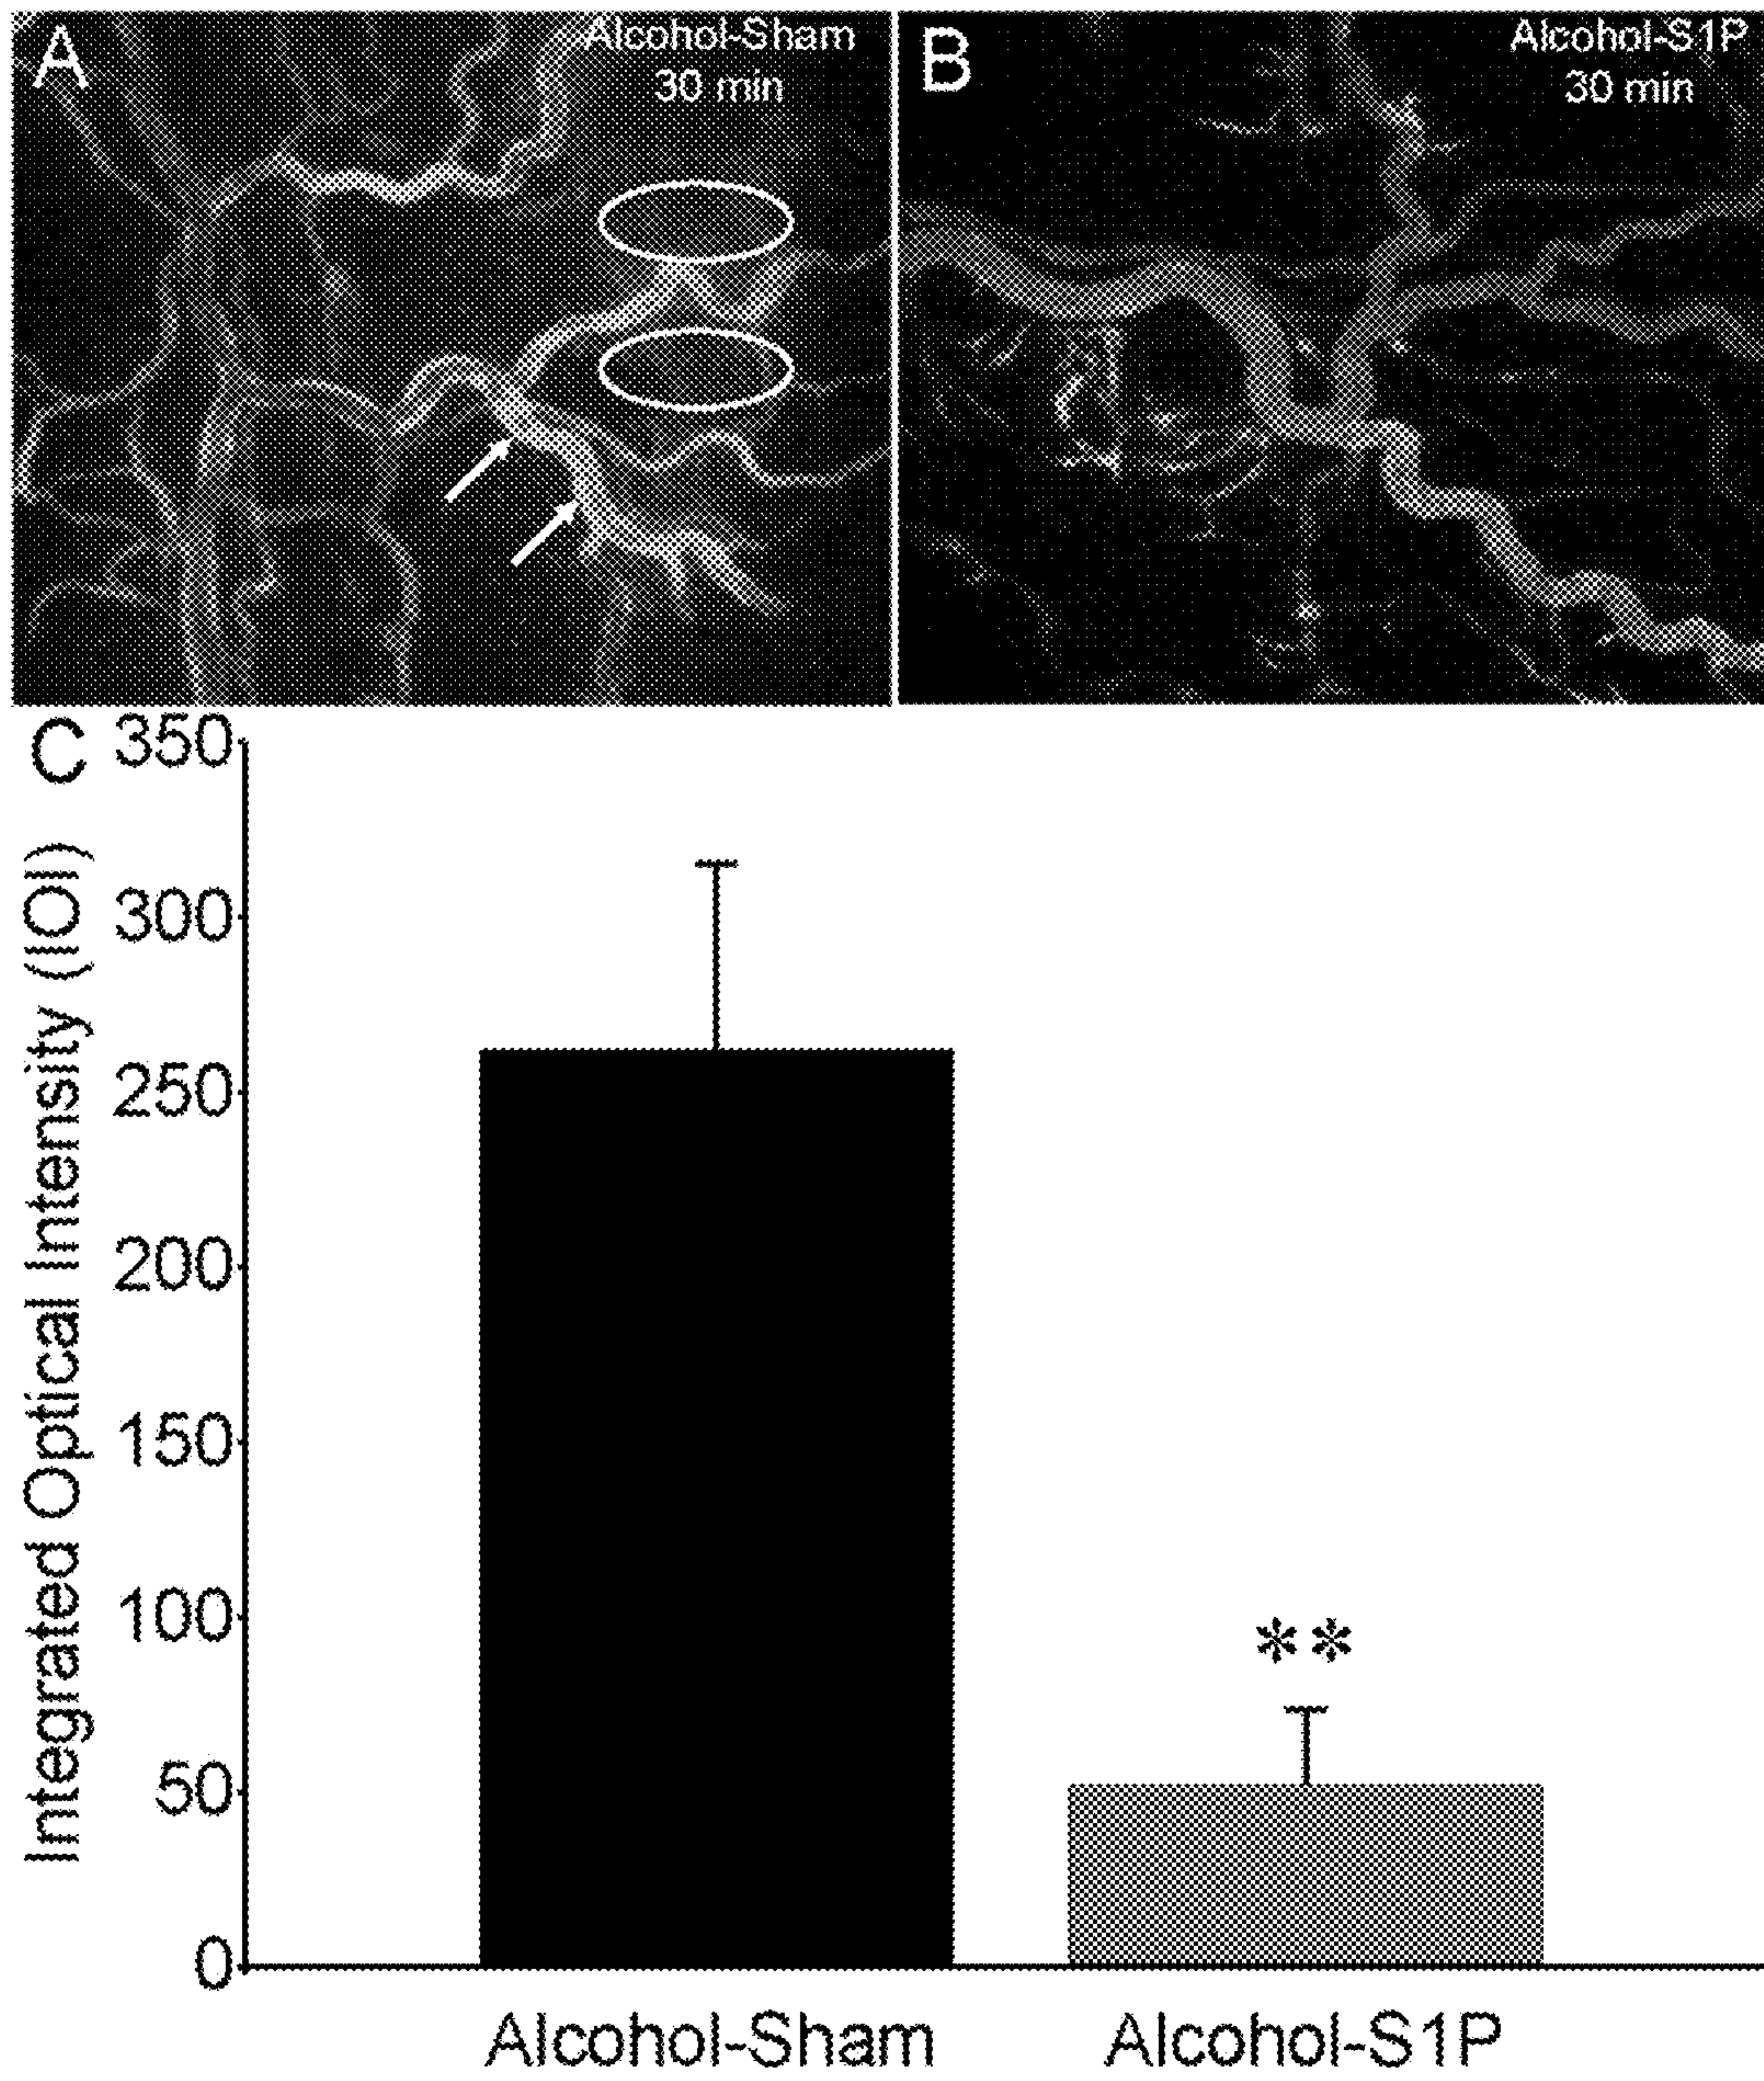 A
Alcohol-Sham
30 min
B
Alcohol-S1P
30 min
C
Integrated Optical Intensity (IOI)
350
300
250
200
150
100
50
0
**
Alcohol-Sham
Alcohol-S1P